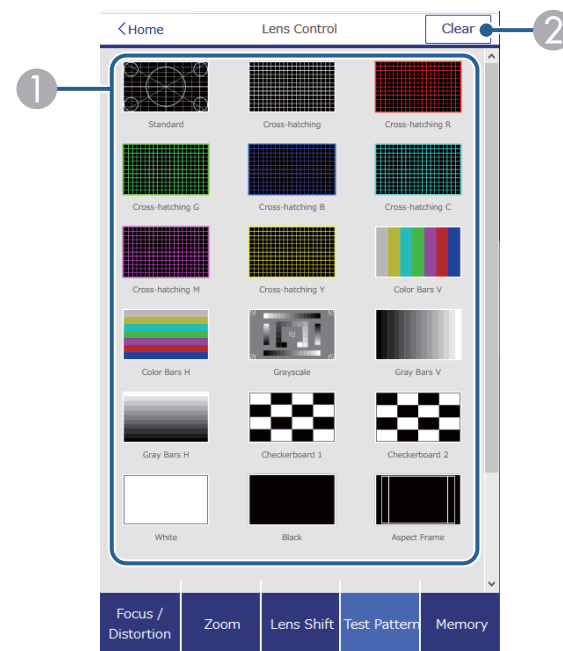 <Home
Lens Control
Clear
2
1
Standard
Cross-hatching
Cross-hatching R
Cross-hatching G
Cross-hatching B
Cross-hatching C
Cross-hatching M
Cross-hatching Y
Color Bars V
Color Bars H
Grayscale
Gray Bars V
Gray Bars H
Checkerboard 1
Checkerboard 2
White
Black
Aspect Frame
Focus /
Distortion
Zoom
Lens Shift
Test Pattern
Memory